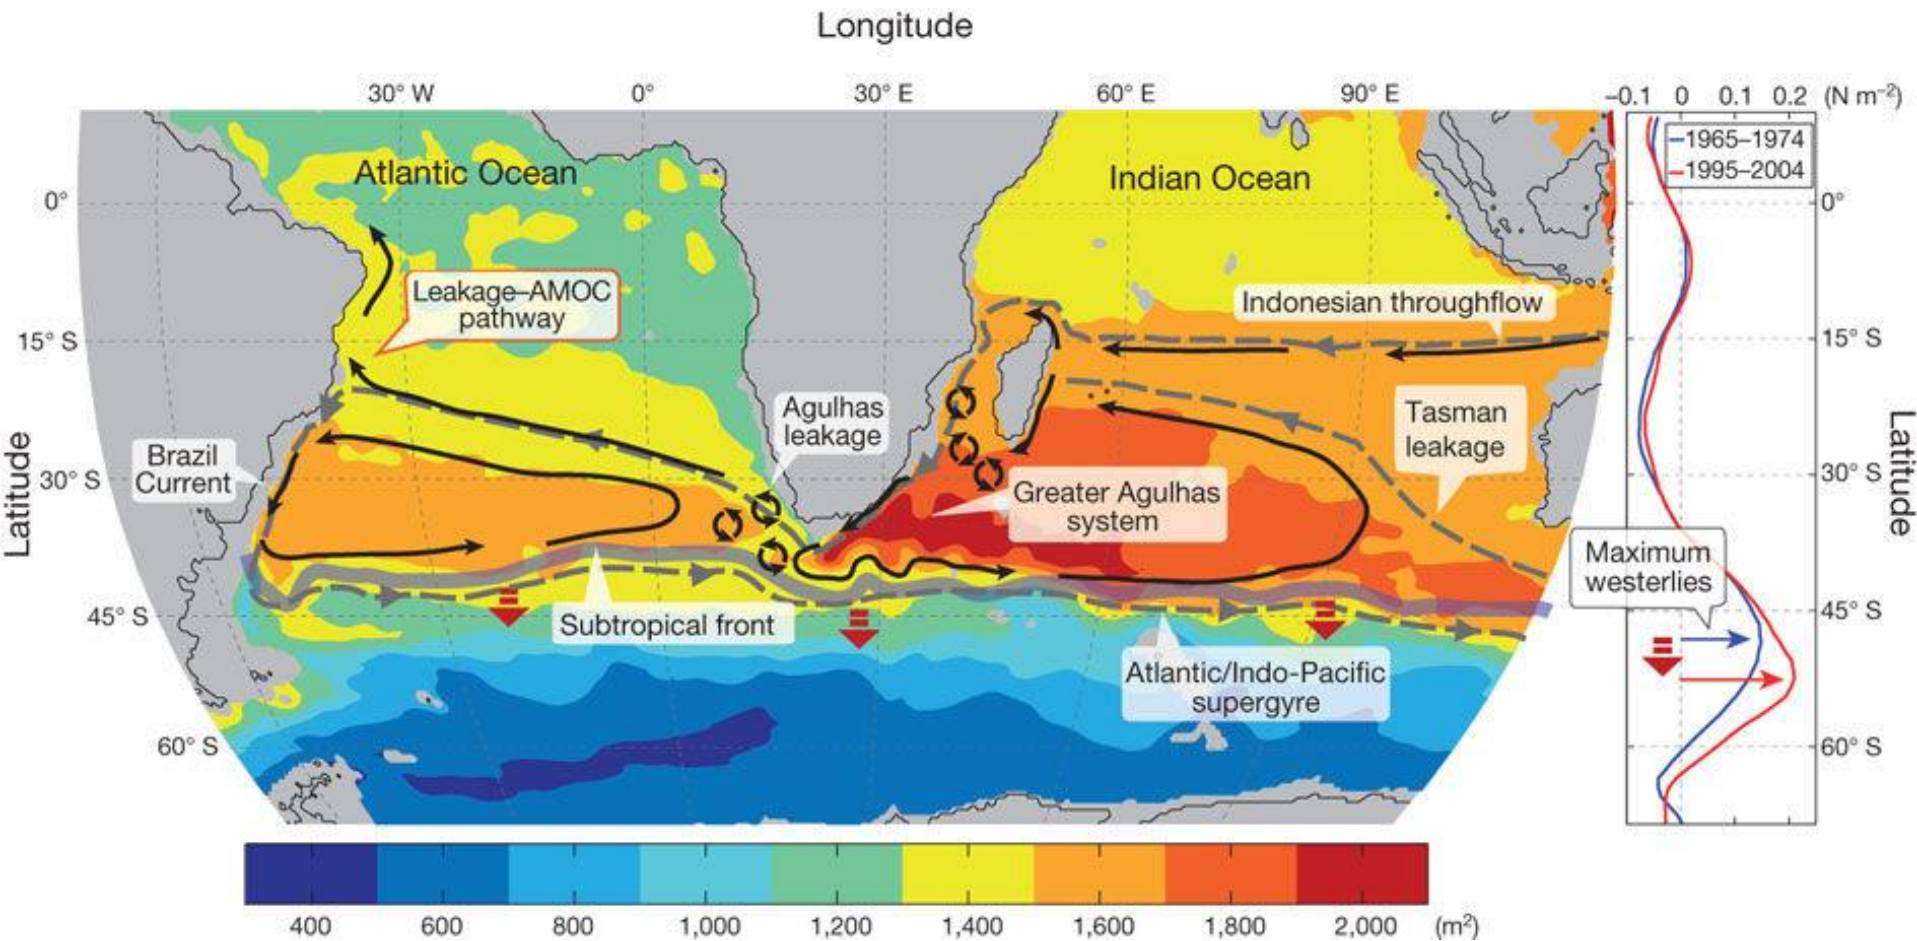 Longitude
30° W
0°
30° E
60° E
90° E
–0.1
0
0.1
0.2
(N m⁻²)
1965–1974
1995–2004
Atlantic Ocean
Indian Ocean
0°
0°
Leakage–AMOC
pathway
Indonesian throughflow
15° S
15° S
Agulhas
leakage
Tasman
leakage
Latitude
Latitude
Brazil
Current
30° S
30° S
Greater Agulhas
system
Maximum
westerlies
45° S
45° S
Subtropical front
Atlantic/Indo-Pacific
supergyre
60° S
60° S
400
600
800
1,000
1,200
1,400
1,600
1,800
2,000
(m²)